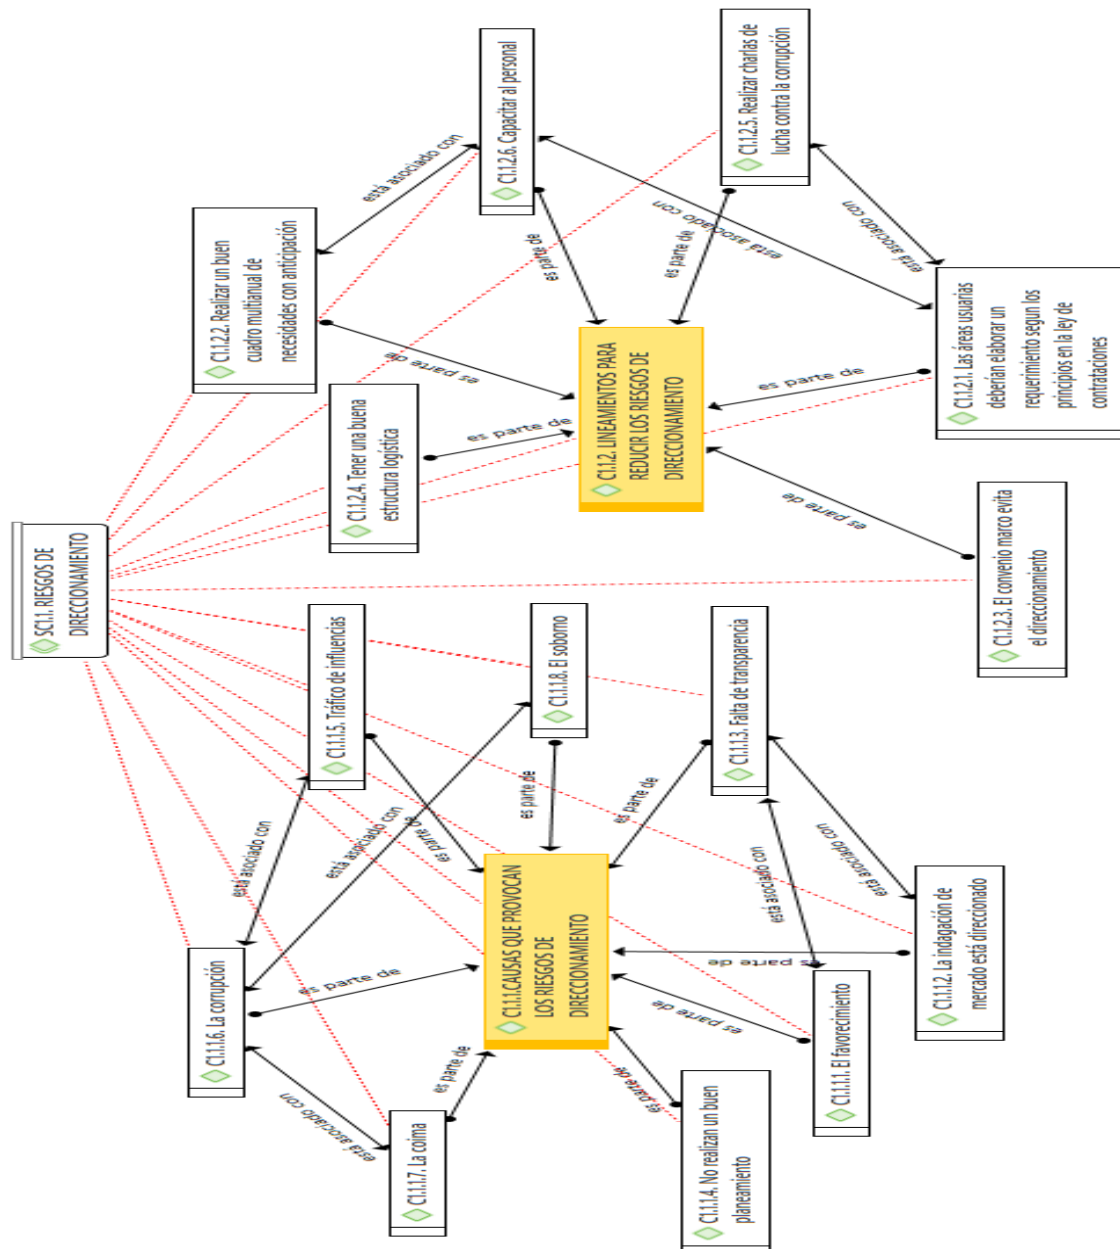 SC1.1. RIESGOS DE
DIRECCIONAMIENTO
C1.1.1.6. La corrupción
C1.1.1.7. La coima
C1.1.1.5. Tráfico de influencias
C1.1.1.8. El soborno
C1.1.1.CAUSAS QUE PROVOCAN
LOS RIESGOS DE
DIRECCIONAMIENTO
C1.1.1.3. Falta de transparencia
C1.1.1.4. No realizan un buen
planeamiento
C1.1.1.1. El favorecimiento
C1.1.1.2. La indagación de
mercado está direccionado
está asociado con
está asociado con
está asociado con
está asociado con
está asociado con
es parte de
es parte de
es parte de
es parte de
es parte de
es parte de
es parte de
es parte de
C1.1.2.2. Realizar un buen
cuadro multianual de
necesidades con anticipación
C1.1.2.4. Tener una buena
estructura logística
C1.1.2.6. Capacitar al personal
C1.1.2. LINEAMIENTOS PARA
REDUCIR LOS RIESGOS DE
DIRECCIONAMIENTO
C1.1.2.5. Realizar charlas de
lucha contra la corrupción
C1.1.2.1. Las áreas usuarias
deberían elaborar un
requerimiento segun los
principios en la ley de
contrataciones
C1.1.2.3. El convenio marco evita
el direccionamiento
está asociado con
está asociado con
está asociado con
es parte de
es parte de
es parte de
es parte de
es parte de
es parte de